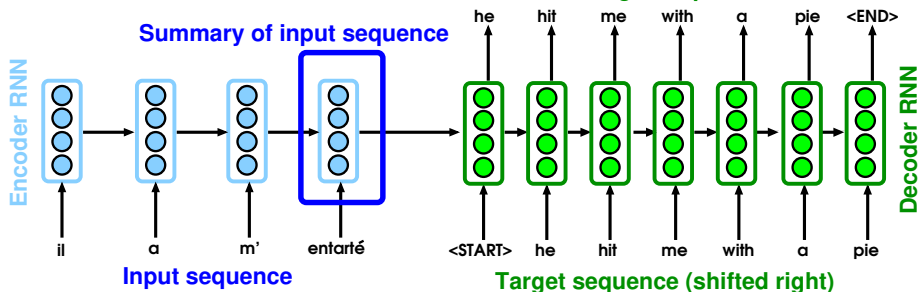 he hit me with a pie <END>
Summary of input sequence
Encoder RNN
Decoder RNN
il a m' entarté <START> he hit me with a pie
Input sequence
Target sequence (shifted right)